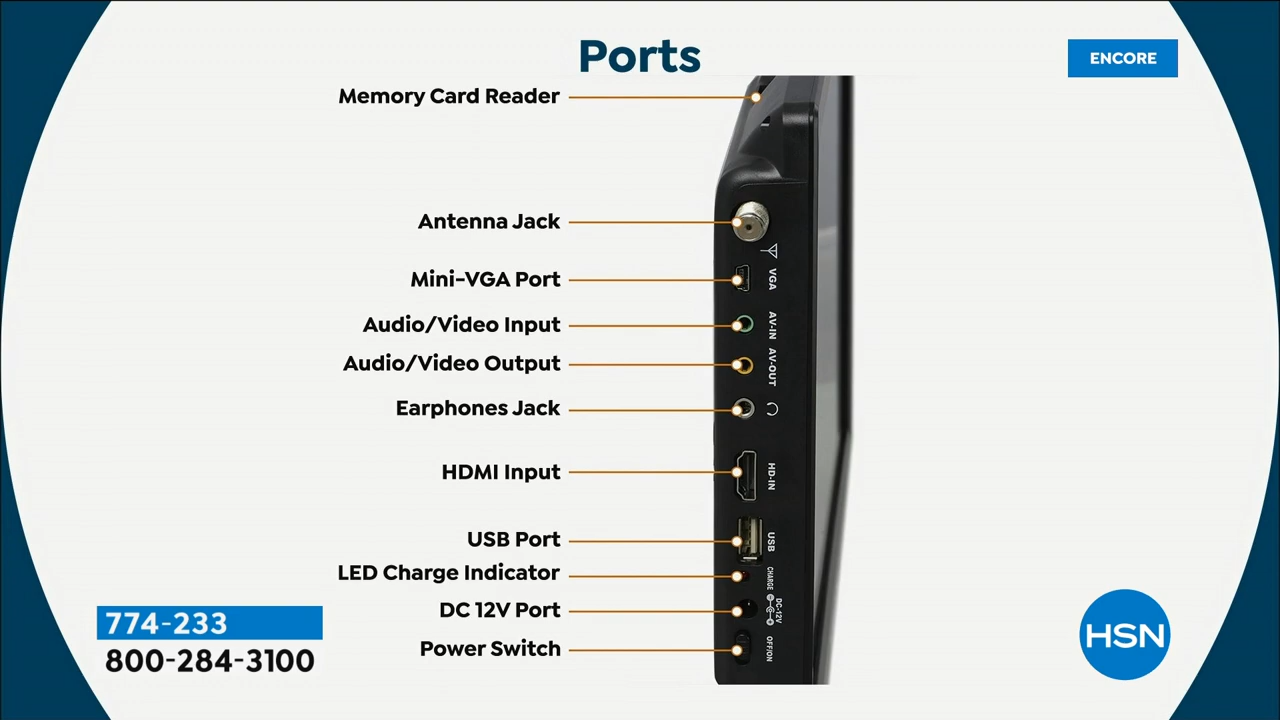 Ports
ENCORE
Memory Card Reader
Antenna Jack
Mini-VGA Port
VGA
Audio/Video Input
AV-IN
Audio/Video Output
AV-OUT
Earphones Jack
HDMI Input
HD-IN
USB Port
USB
LED Charge Indicator
CHARGE
DC 12V Port
DC-12V
Power Switch
OFF/ON
774-233
800-284-3100
HSN